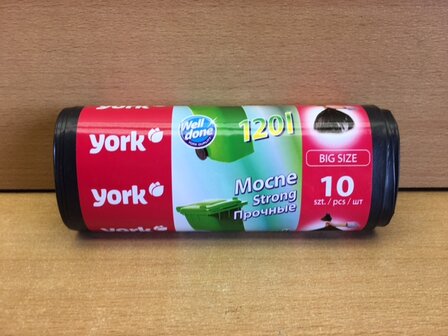 york
york
Well
done
120l
Mocne
Strong
Прочные
BIG SIZE
10
szt. / pcs / шт